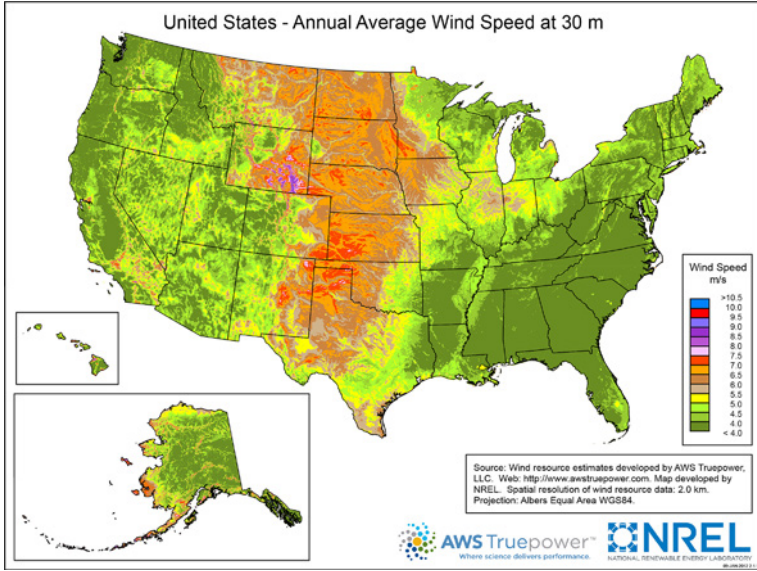 United States - Annual Average Wind Speed at 30 m
Wind Speed
m/s
>10.5
10.0
9.5
9.0
8.5
8.0
7.5
7.0
6.5
6.0
5.5
5.0
4.5
4.0
< 4.0
Source: Wind resource estimates developed by AWS Truepower,
LLC. Web: http://www.awstruepower.com. Map developed by
NREL. Spatial resolution of wind resource data: 2.0 km.
Projection: Albers Equal Area WGS84.
AWS Truepower™
Where science delivers performance.
NREL
NATIONAL RENEWABLE ENERGY LABORATORY